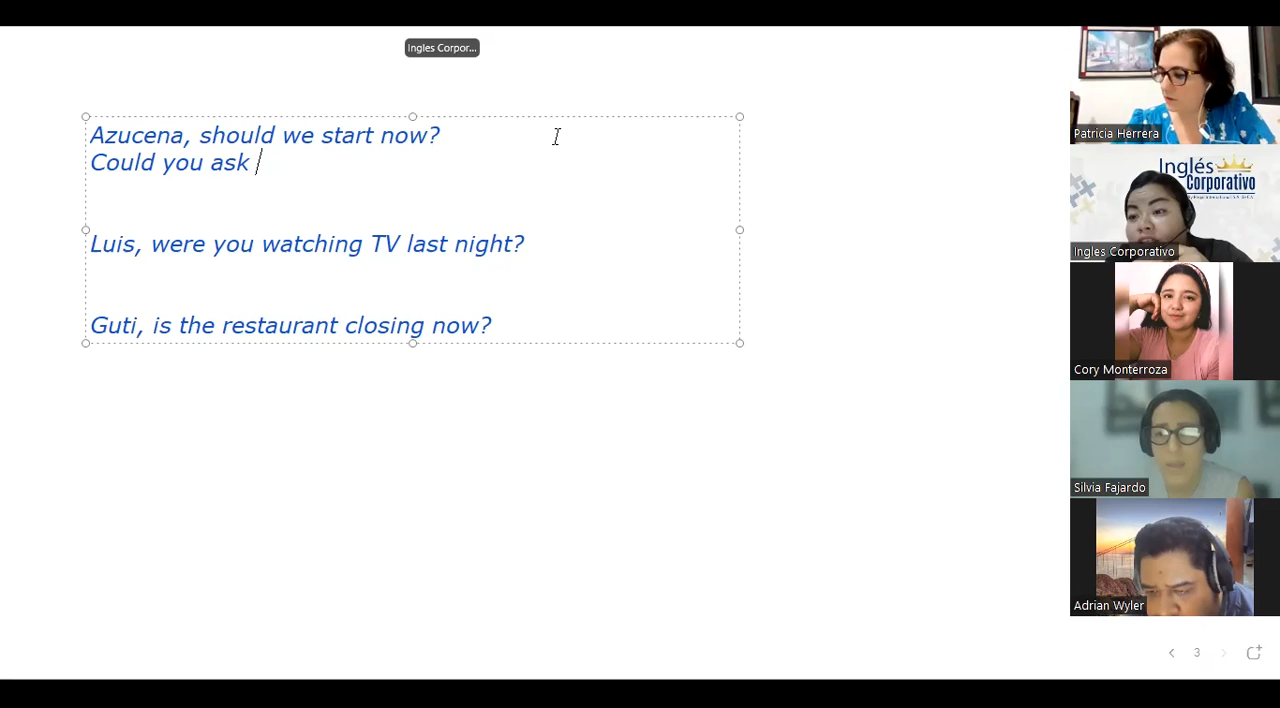 Ingles Corpor...
Azucena, should we start now?
Could you ask
Luis, were you watching TV last night?
Guti, is the restaurant closing now?
Patricia Herrera
Inglés
Corporativo
Ingles Corporativo
Cory Monterroza
Silvia Fajardo
Adrian Wyler
3